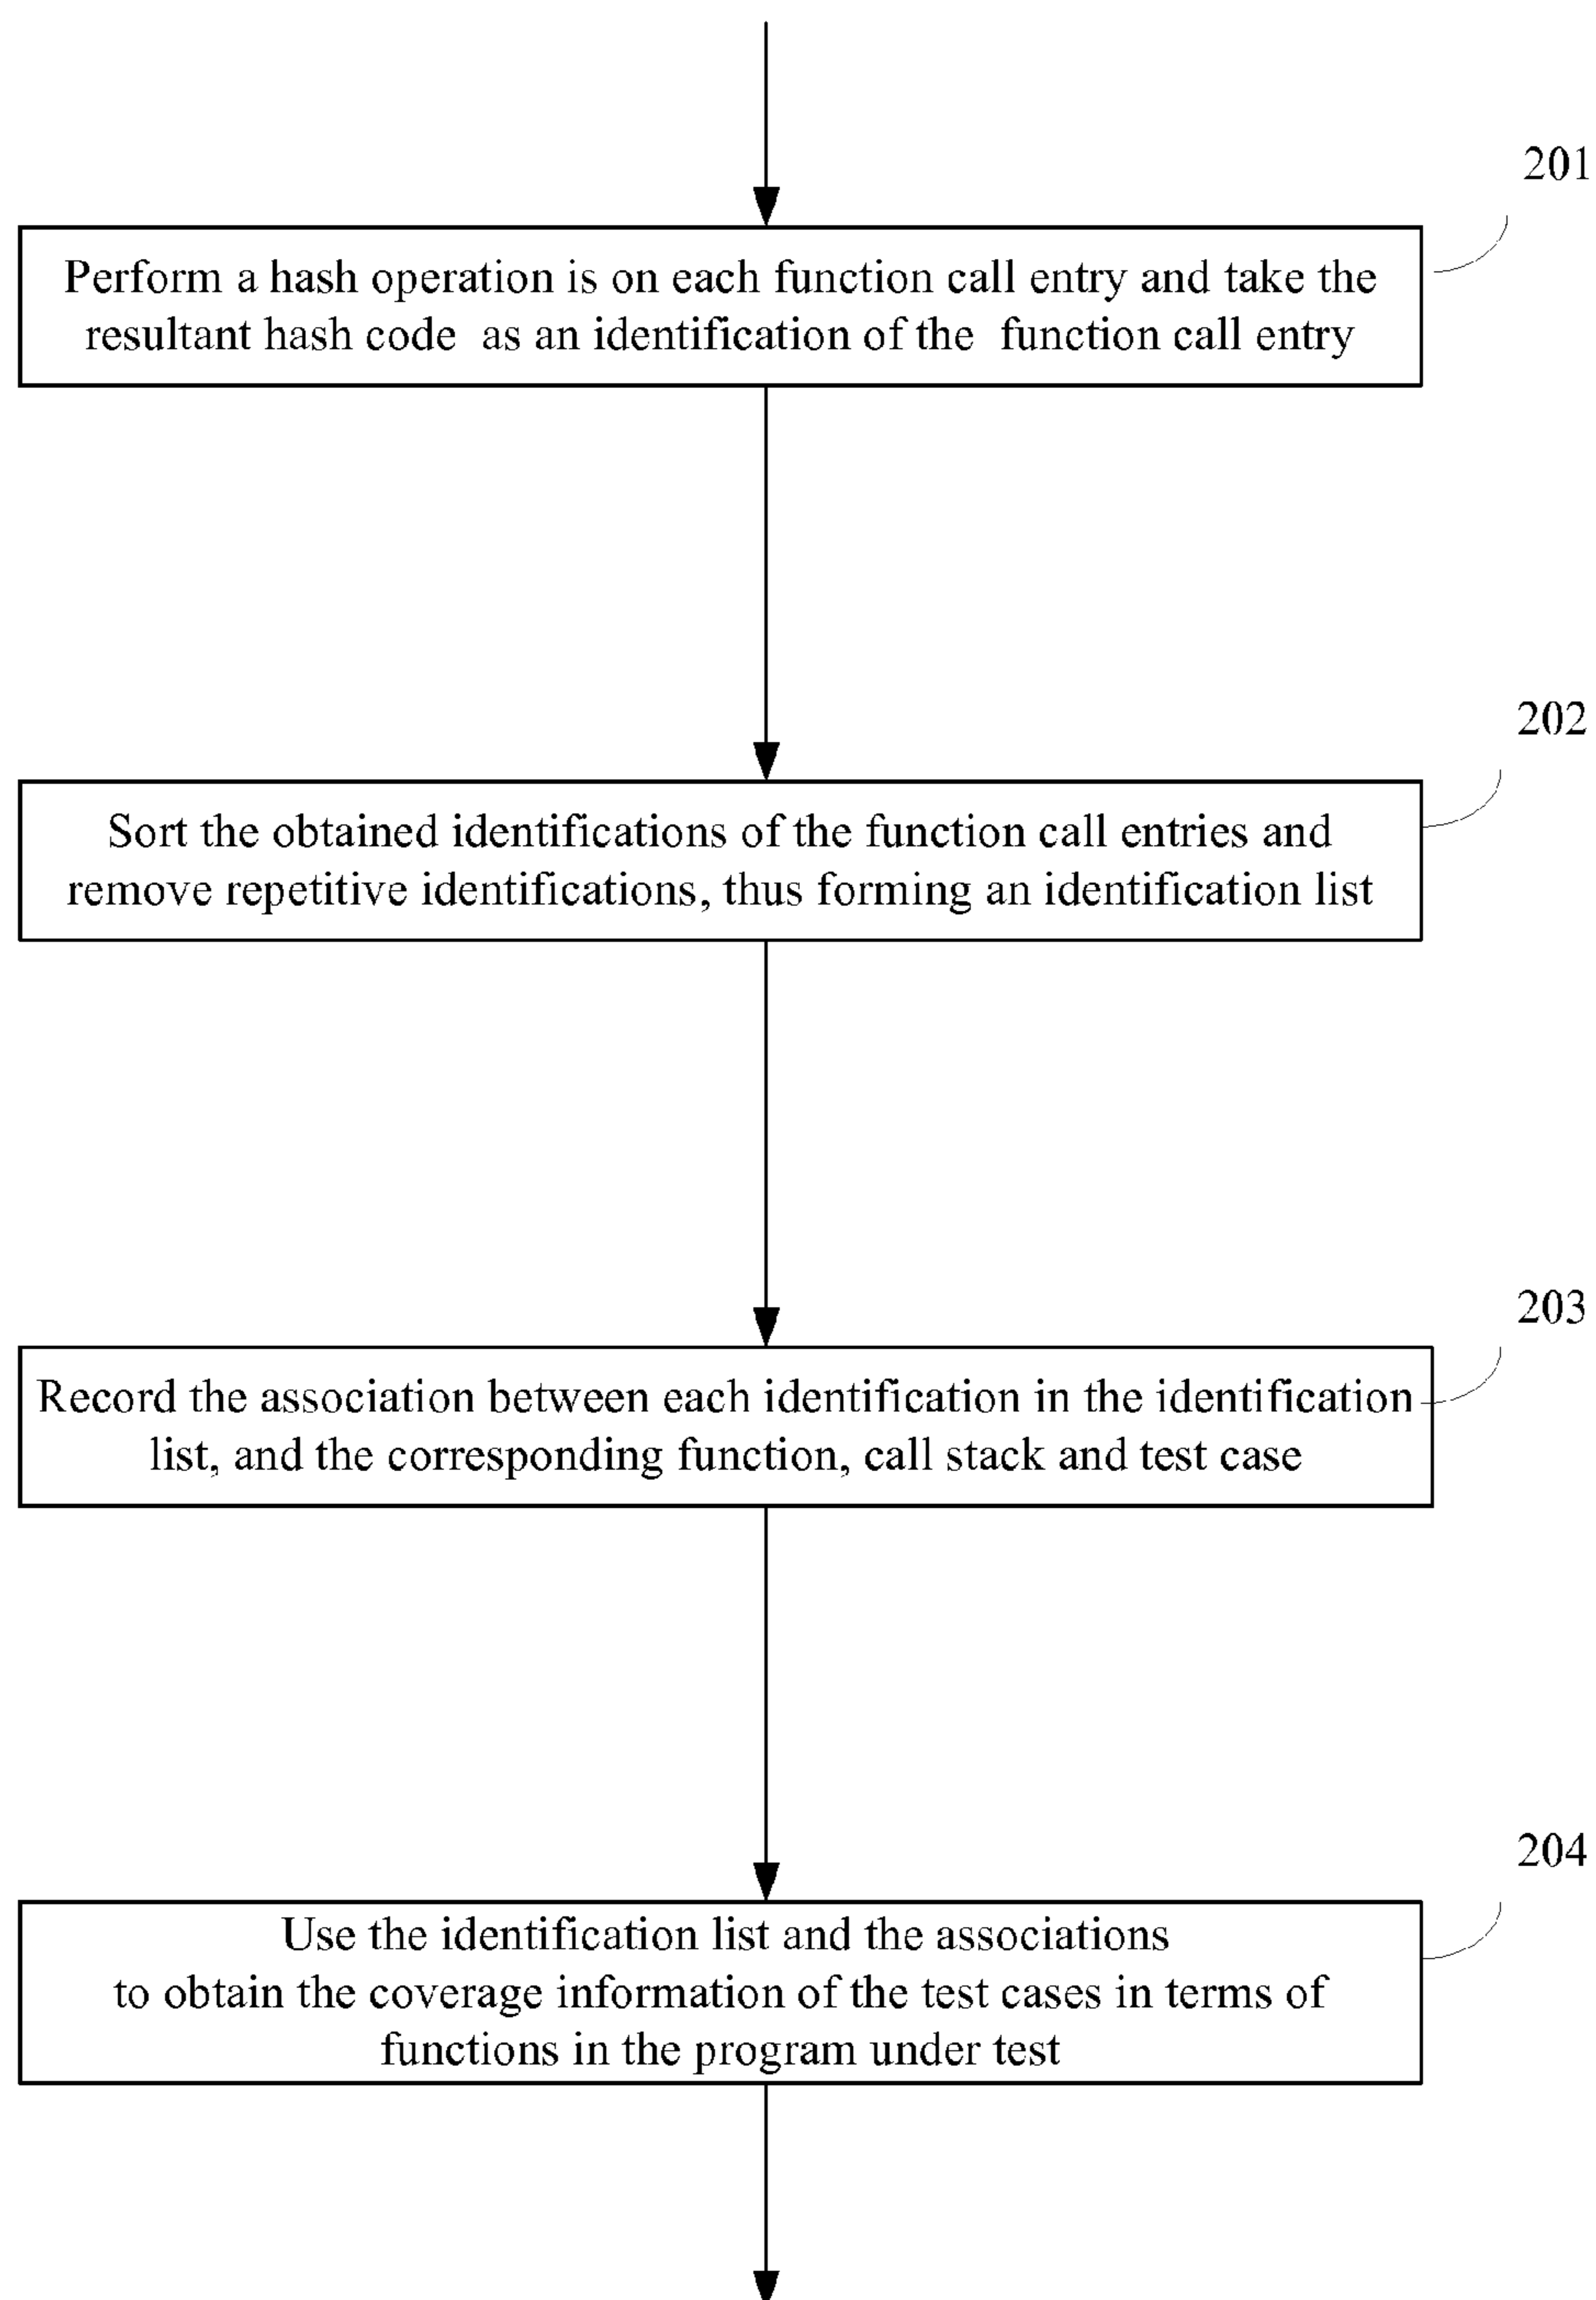 201
Perform a hash operation is on each function call entry and take the
resultant hash code as an identification of the function call entry
202
Sort the obtained identifications of the function call entries and
remove repetitive identifications, thus forming an identification list
203
Record the association between each identification in the identification
list, and the corresponding function, call stack and test case
204
Use the identification list and the associations
to obtain the coverage information of the test cases in terms of
functions in the program under test